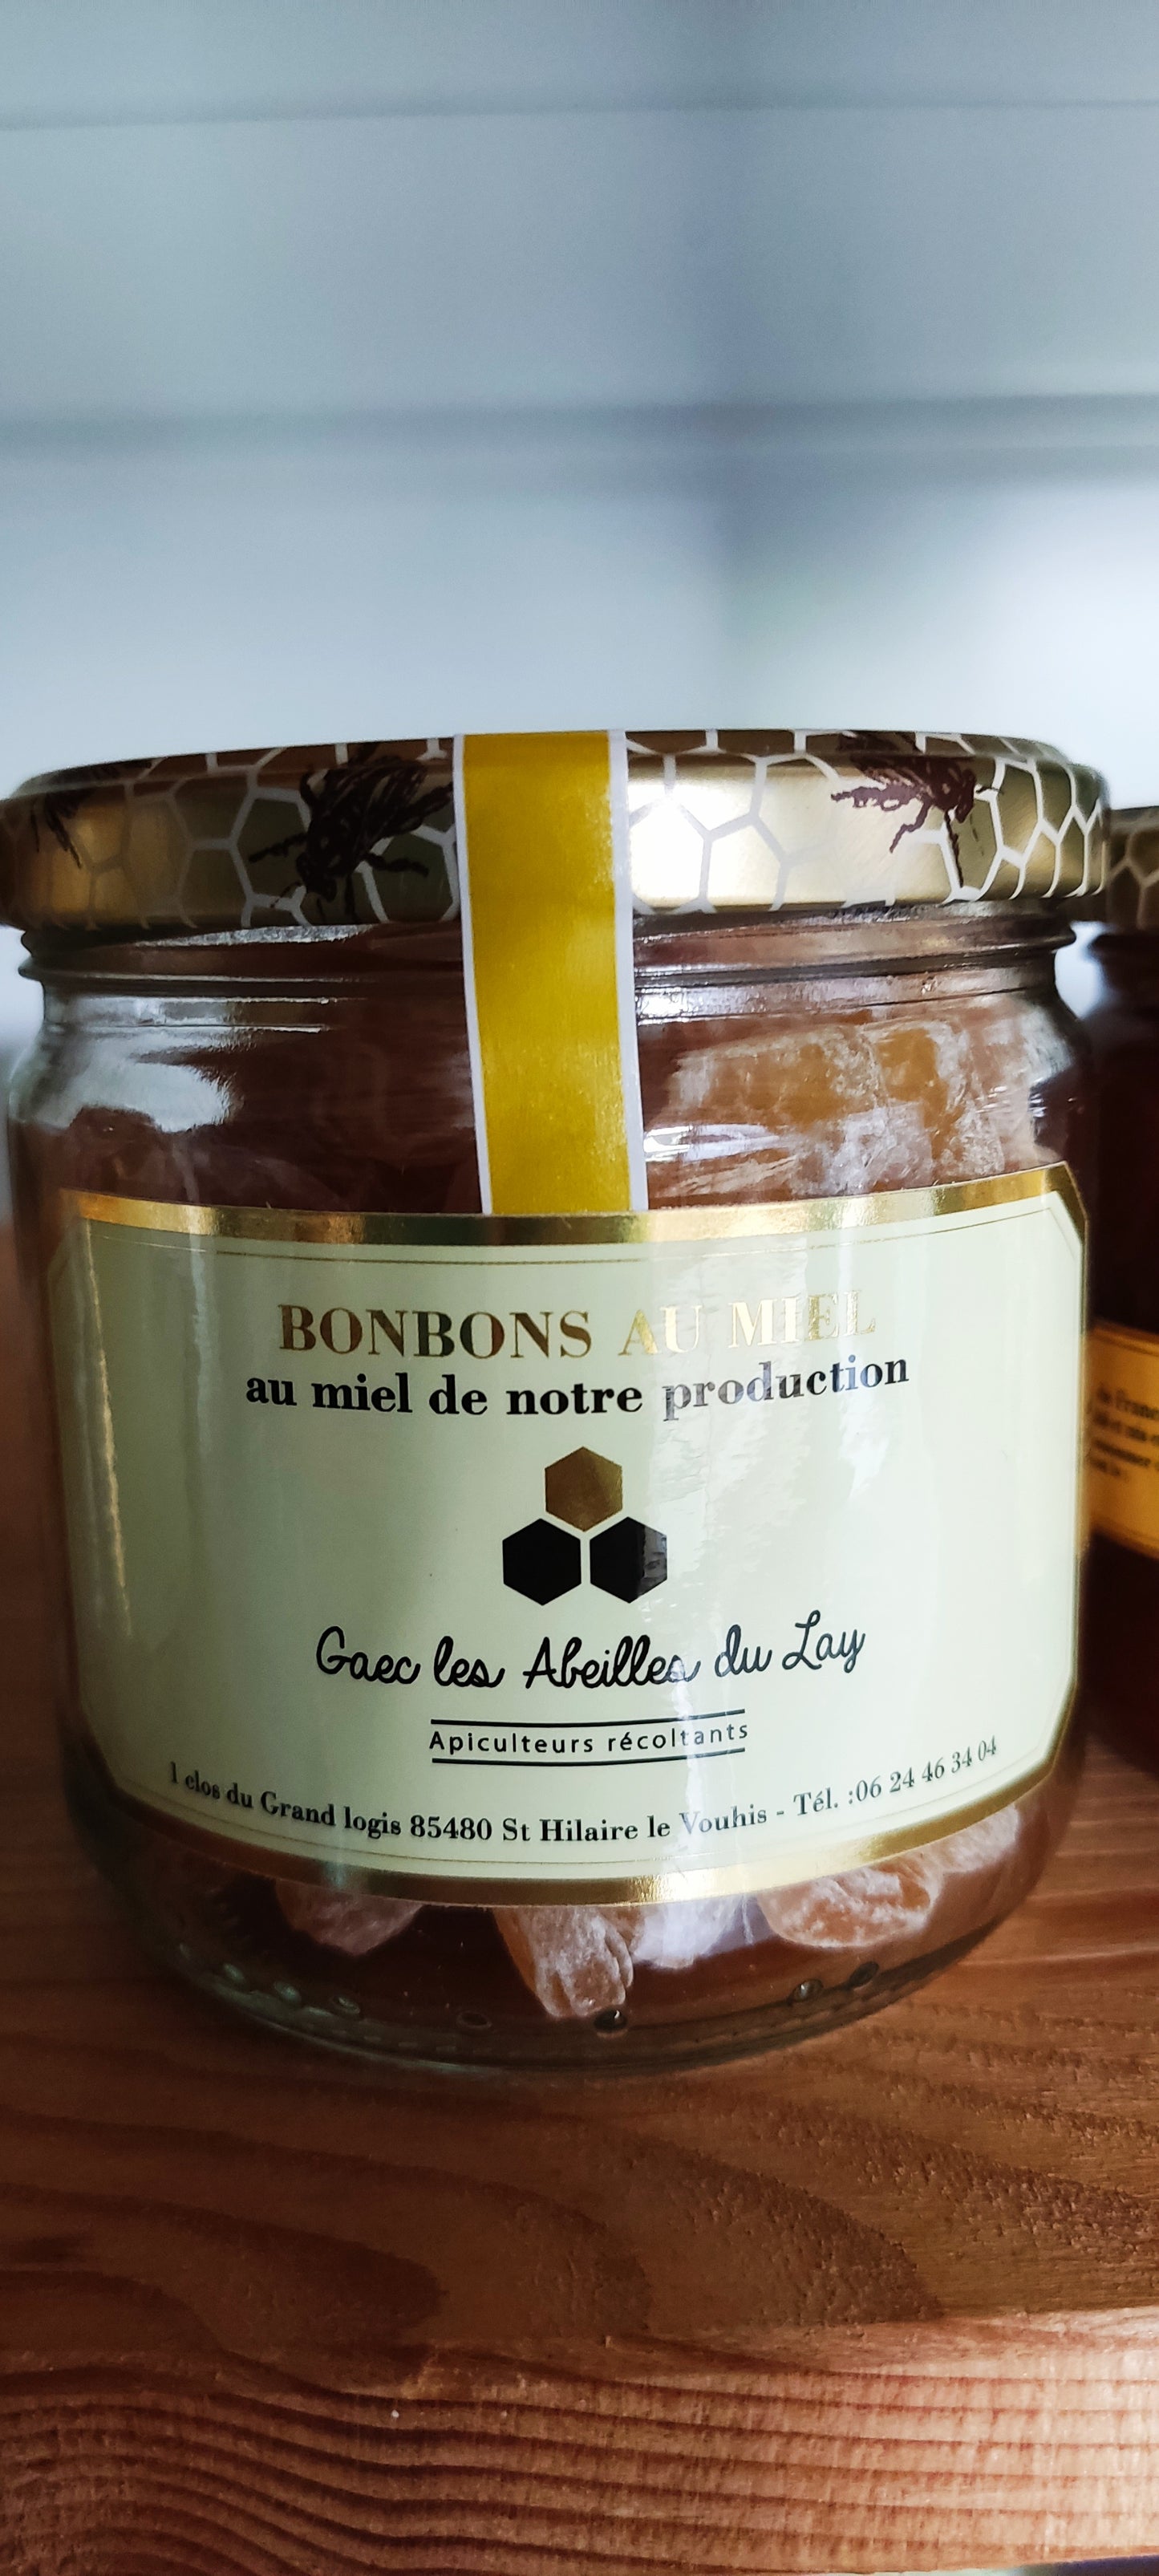 BONBONS AU MIEL
au miel de notre production
Gaec les Abeilles du Lay
Apiculteurs récoltants
1 clos du Grand logis 85480 St Hilaire le Vouhis - Tél. :06 24 46 34 04